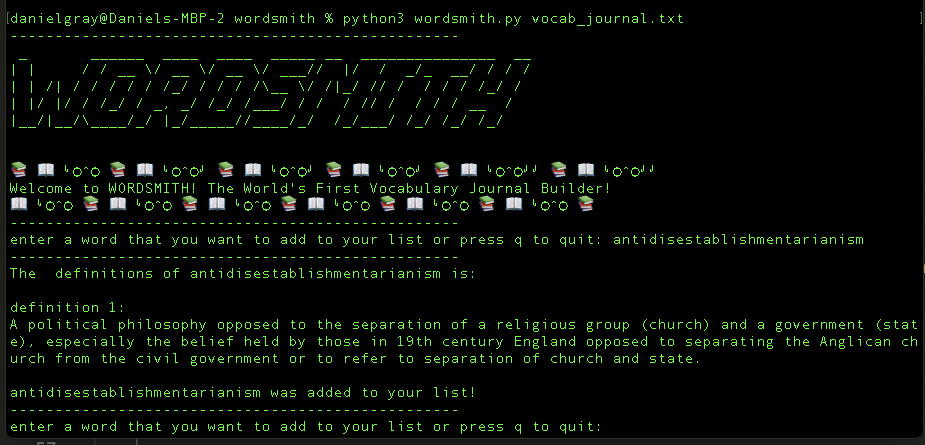 [danielgray@Daniels-MBP-2 wordsmith % python3 wordsmith.py vocab_journal.txt ]
--------------------------------------------------
WORDSMITH
📚 📖 ╰○^○ 📚 📖 ╰○^○╯ 📚 📖 ╰○^○╯ 📚 📖 ╰○^○╯ 📚 📖 ╰○^○╯╯ 📚 📖 ╰○^○╯╯
Welcome to WORDSMITH! The World's First Vocabulary Journal Builder!
📖 ╰○^○ 📚 📖 ╰○^○ 📚 📖 ╰○^○ 📚 📖 ╰○^○ 📚 📖 ╰○^○ 📚 📖 ╰○^○ 📚
--------------------------------------------------
enter a word that you want to add to your list or press q to quit: antidisestablishmentarianism
--------------------------------------------------
The  definitions of antidisestablishmentarianism is:
definition 1:
A political philosophy opposed to the separation of a religious group (church) and a government (stat
e), especially the belief held by those in 19th century England opposed to separating the Anglican ch
urch from the civil government or to refer to separation of church and state.
antidisestablishmentarianism was added to your list!
--------------------------------------------------
enter a word that you want to add to your list or press q to quit: